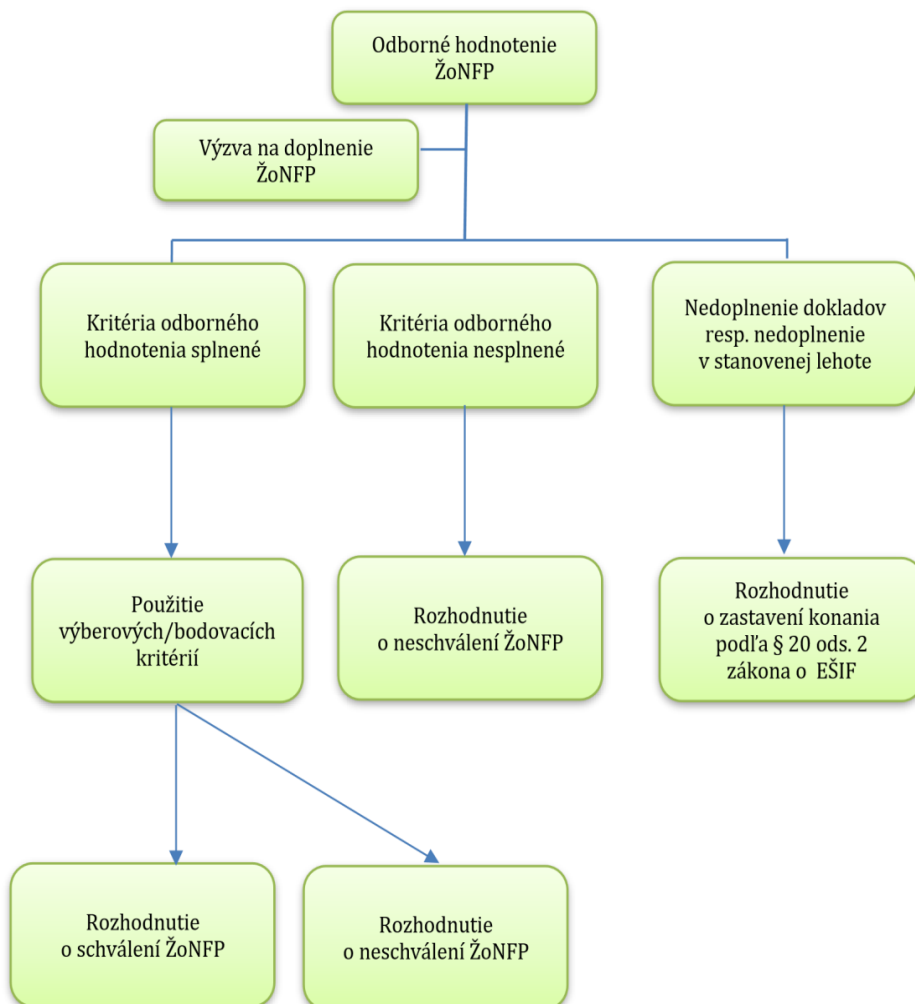 Odborné hodnotenie
ŽoNFP
Výzva na doplnenie
ŽoNFP
Kritéria odborného
hodnotenia splnené
Kritéria odborného
hodnotenia nesplnené
Nedoplnenie dokladov
resp. nedoplnenie
v stanovenej lehote
Použitie
výberových/bodovacích
kritérií
Rozhodnutie
o neschválení ŽoNFP
Rozhodnutie
o zastavení konania
podľa § 20 ods. 2
zákona o EŠIF
Rozhodnutie
o schválení ŽoNFP
Rozhodnutie
o neschválení ŽoNFP